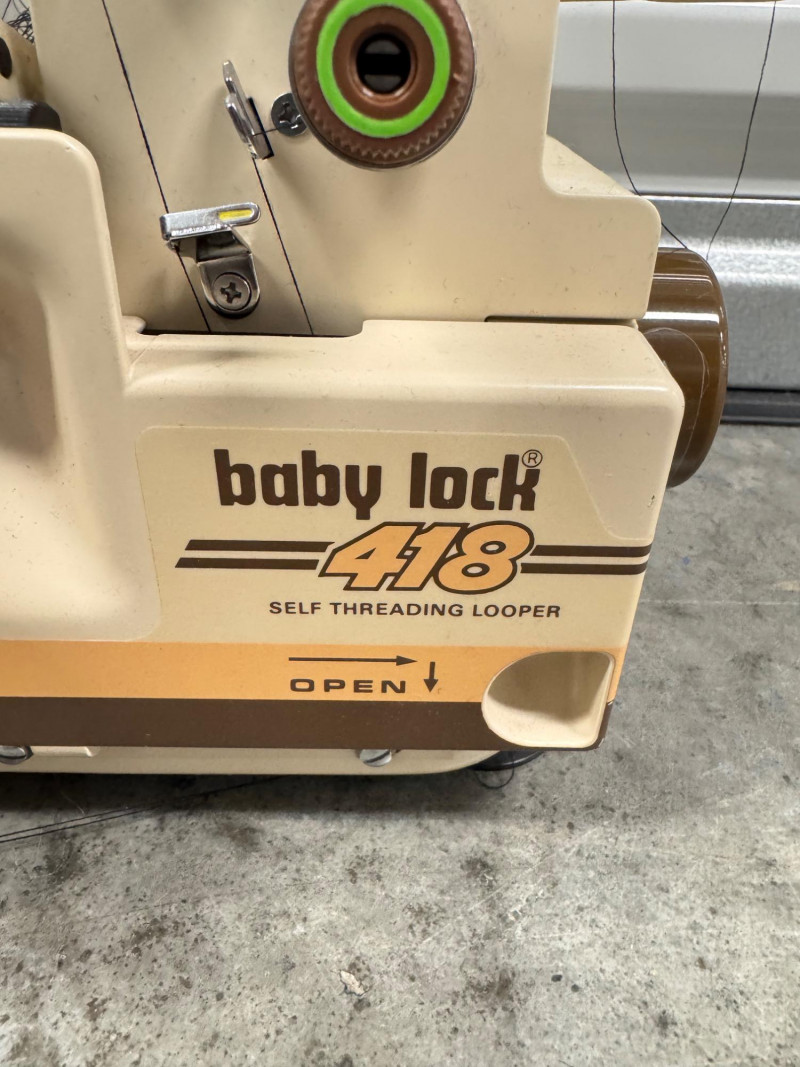 baby lock®
418
SELF THREADING LOOPER
OPEN